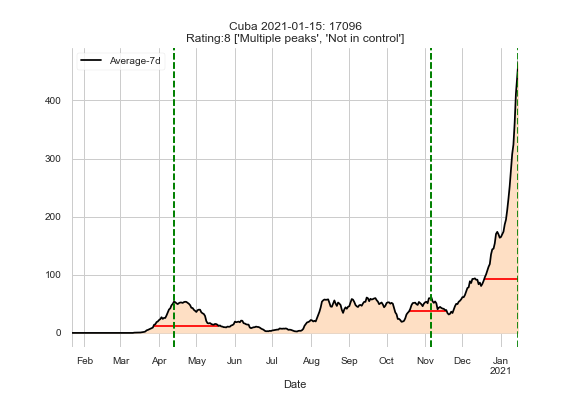 Cuba 2021-01-15: 17096
Rating:8 ['Multiple peaks', 'Not in control']
Average-7d
400
300
200
100
0
Feb Mar Apr May Jun Jul Aug Sep Oct Nov Dec Jan
2021
Date